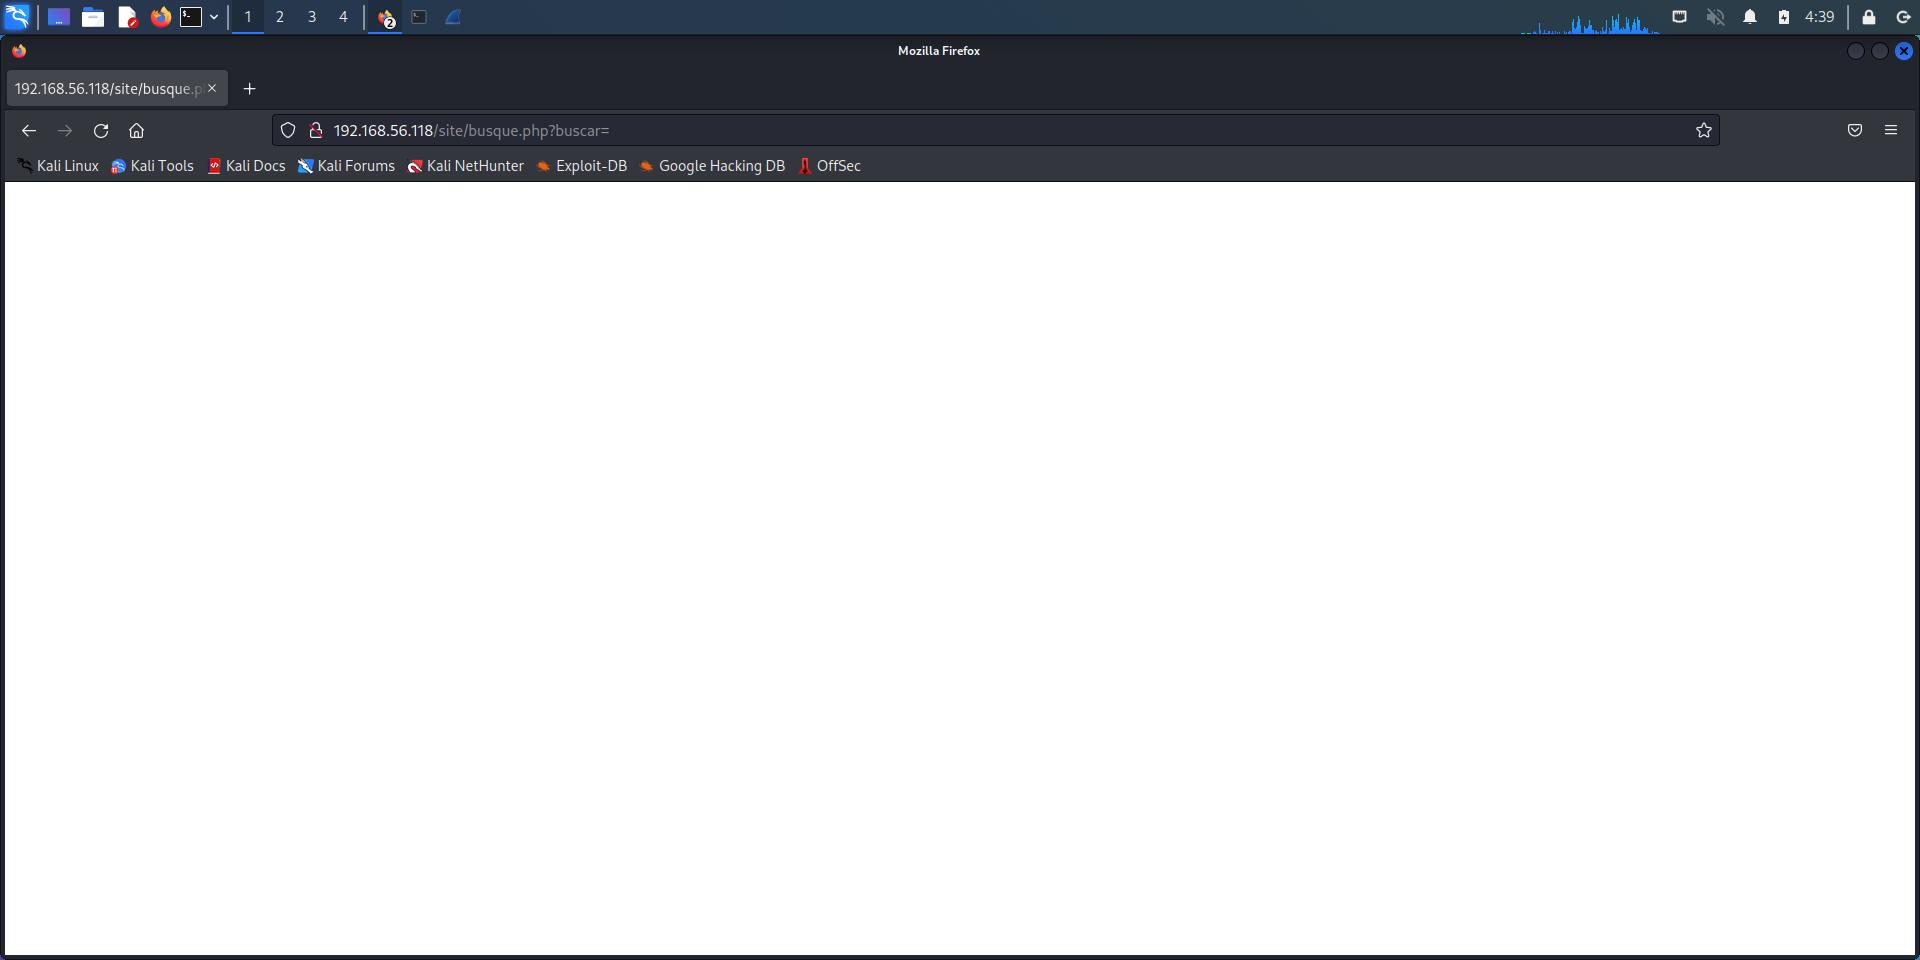 1 2 3 4 2 4:39
Mozilla Firefox
192.168.56.118/site/busque.p
192.168.56.118/site/busque.php?buscar=
Kali Linux Kali Tools Kali Docs Kali Forums Kali NetHunter Exploit-DB Google Hacking DB OffSec